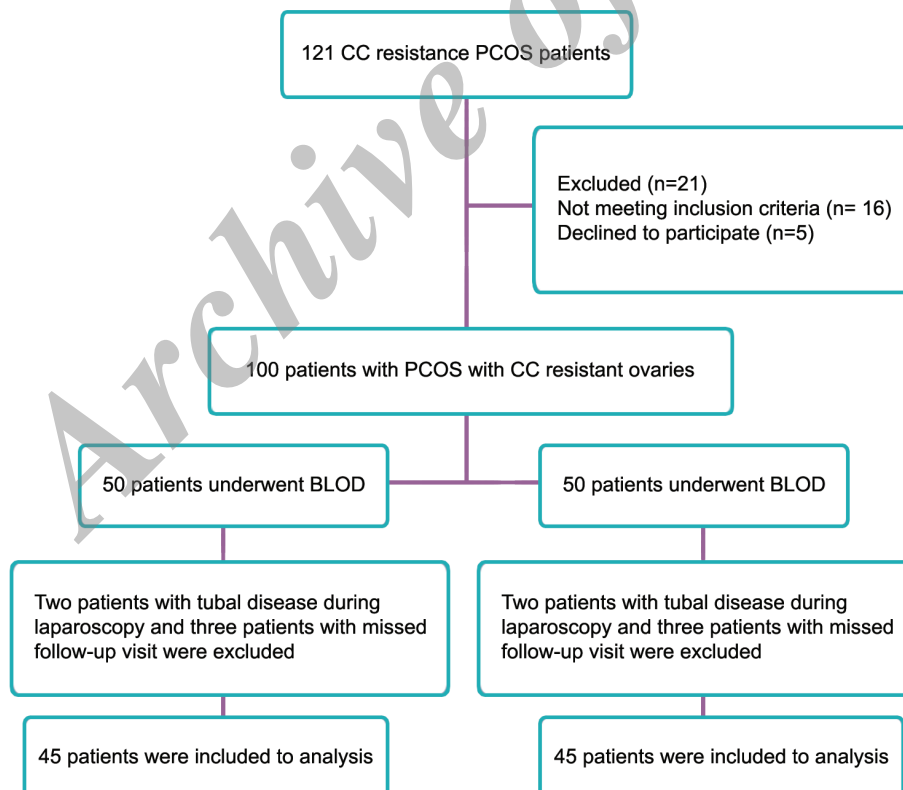 121 CC resistance PCOS patients
Excluded (n=21)
Not meeting inclusion criteria (n= 16)
Declined to participate (n=5)
100 patients with PCOS with CC resistant ovaries
50 patients underwent BLOD
50 patients underwent BLOD
Two patients with tubal disease during
laparoscopy and three patients with missed
follow-up visit were excluded
Two patients with tubal disease during
laparoscopy and three patients with missed
follow-up visit were excluded
45 patients were included to analysis
45 patients were included to analysis
Archive of